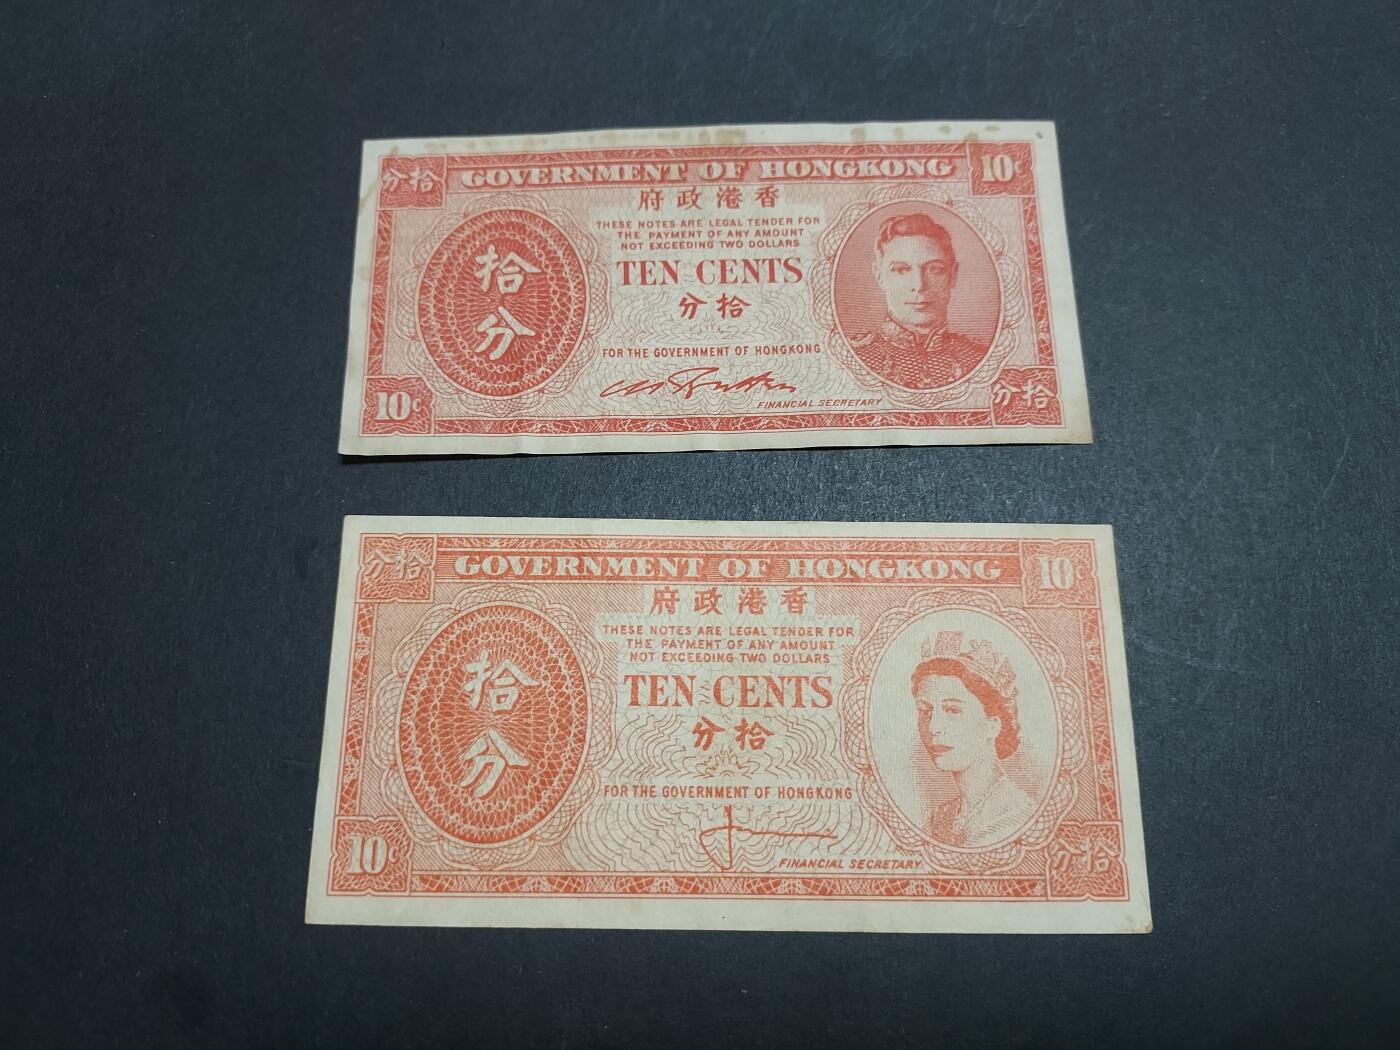 分拾 GOVERNMENT OF HONGKONG 10¢
府政港香
THESE NOTES ARE LEGAL TENDER FOR
THE PAYMENT OF ANY AMOUNT
NOT EXCEEDING TWO DOLLARS
拾分
TEN CENTS
分拾
FOR THE GOVERNMENT OF HONGKONG
FINANCIAL SECRETARY
10¢ 分拾
分拾 GOVERNMENT OF HONGKONG 10¢
府政港香
THESE NOTES ARE LEGAL TENDER FOR
THE PAYMENT OF ANY AMOUNT
NOT EXCEEDING TWO DOLLARS
拾分
TEN CENTS
分拾
FOR THE GOVERNMENT OF HONGKONG
FINANCIAL SECRETARY
10¢ 分拾